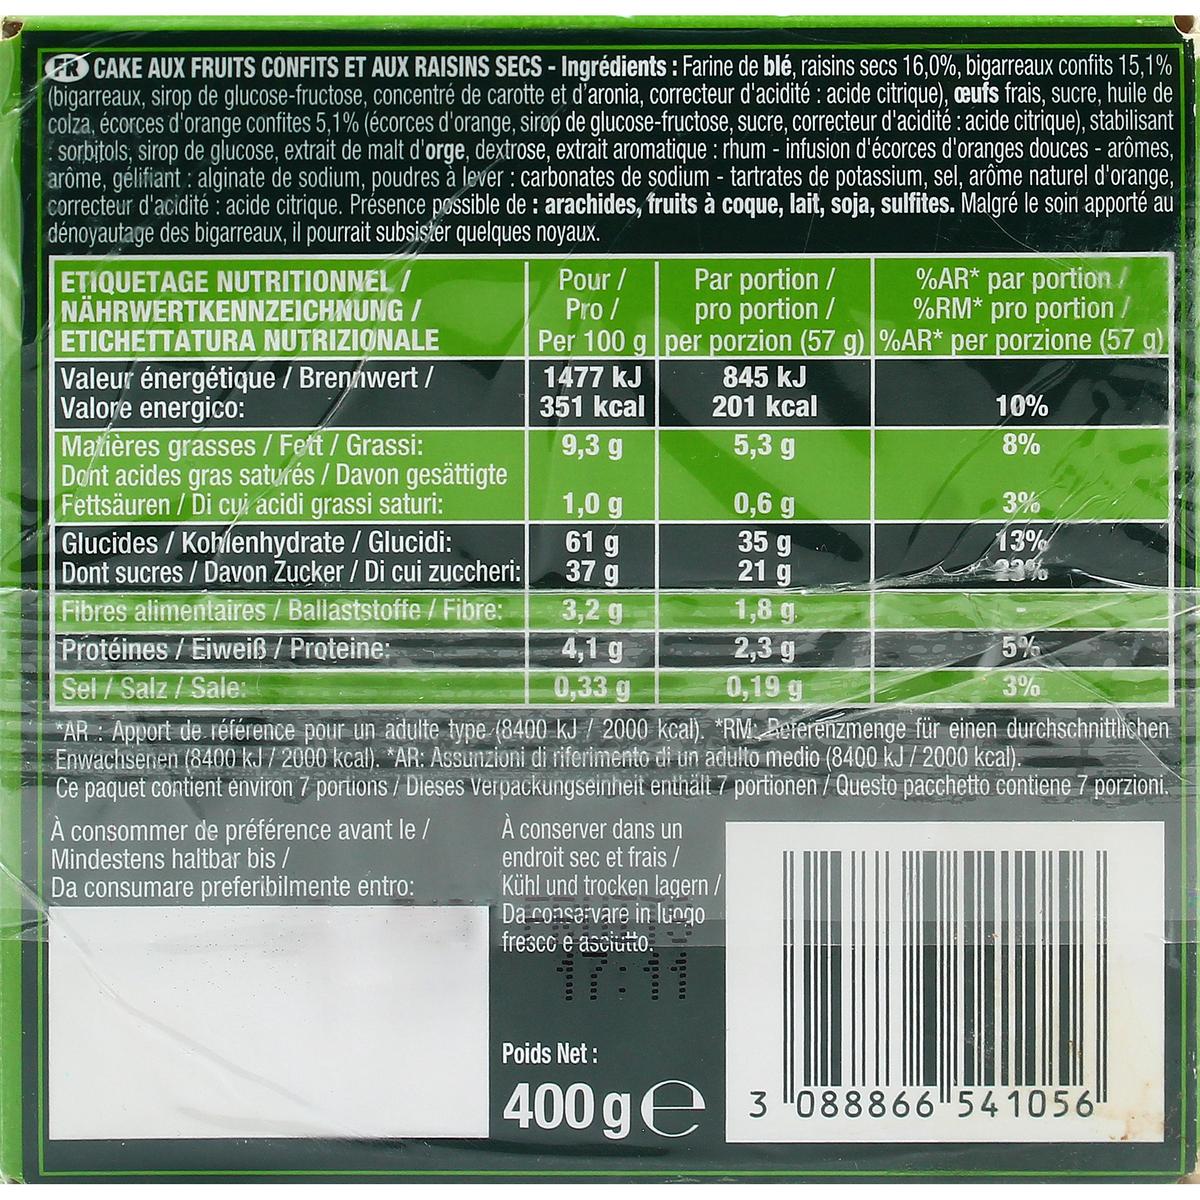 FR CAKE AUX FRUITS CONFITS ET AUX RAISINS SECS - Ingrédients : Farine de blé, raisins secs 16,0%, bigarreaux confits 15,1%
(bigarreaux, sirop de glucose-fructose, concentré de carotte et d'aronia, correcteur d'acidité : acide citrique), œufs frais, sucre, huile de
colza, écorces d'orange confites 5,1% (écorces d'orange, sirop de glucose-fructose, sucre, correcteur d'acidité : acide citrique), stabilisant
: sorbitols, sirop de glucose, extrait de malt d'orge, dextrose, extrait aromatique : rhum - infusion d'écorces d'oranges douces - arômes,
arôme, gélifiant : alginate de sodium, poudres à lever : carbonates de sodium - tartrates de potassium, sel, arôme naturel d'orange,
correcteur d'acidité : acide citrique. Présence possible de : arachides, fruits à coque, lait, soja, sulfites. Malgré le soin apporté au
dénoyautage des bigarreaux, il pourrait subsister quelques noyaux.
ETIQUETAGE NUTRITIONNEL / Pour / Par portion / %AR* par portion /
NÄHRWERTKENNZEICHNUNG / Pro / pro portion / %RM* pro portion /
ETICHETTATURA NUTRIZIONALE Per 100 g per porzion (57 g) %AR* per porzione (57 g)
Valeur énergétique / Brennwert / 1477 kJ 845 kJ
Valore energico: 351 kcal 201 kcal 10%
Matières grasses / Fett / Grassi: 9,3 g 5,3 g 8%
Dont acides gras saturés / Davon gesättigte
Fettsäuren / Di cui acidi grassi saturi: 1,0 g 0,6 g 3%
Glucides / Kohlenhydrate / Glucidi: 61 g 35 g 13%
Dont sucres / Davon Zucker / Di cui zuccheri: 37 g 21 g 23%
Fibres alimentaires / Ballaststoffe / Fibre: 3,2 g 1,8 g -
Protéines / Eiweiß / Proteine: 4,1 g 2,3 g 5%
Sel / Salz / Sale: 0,33 g 0,19 g 3%
*AR : Apport de référence pour un adulte type (8400 kJ / 2000 kcal). *RM: Referenzmenge für einen durchschnittlichen
Erwachsenen (8400 kJ / 2000 kcal). *AR: Assunzioni di riferimento di un adulto medio (8400 kJ / 2000 kcal).
Ce paquet contient environ 7 portions / Dieses Verpackungseinheit enthält 7 portionen / Questo pacchetto contiene 7 porzioni.
À consommer de préférence avant le /
Mindestens haltbar bis /
Da consumare preferibilmente entro:
À conserver dans un
endroit sec et frais /
Kühl und trocken lagern /
Da conservare in luogo
fresco e asciutto.
17:11
Poids Net :
400 g e
3 088866 541056